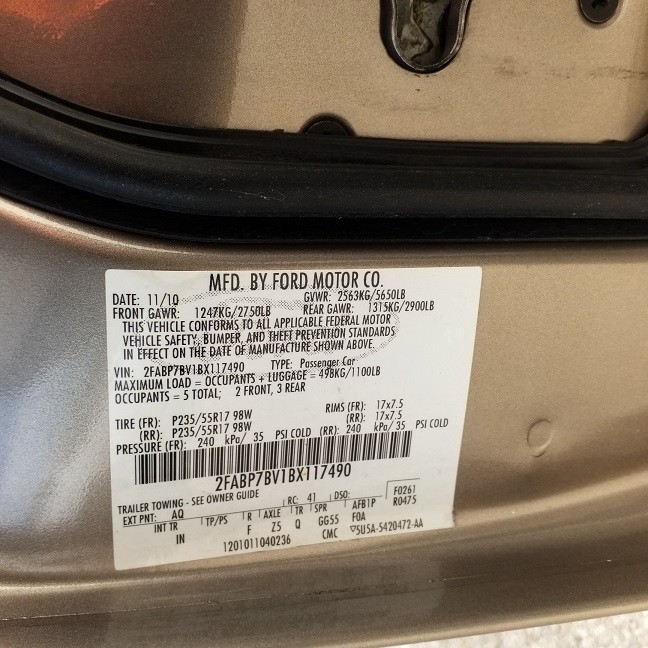 MFD. BY FORD MOTOR CO.
DATE: 11/10 GVWR: 2563KG/5650LB
FRONT GAWR: 1247KG/2750LB REAR GAWR: 1315KG/2900LB
THIS VEHICLE CONFORMS TO ALL APPLICABLE FEDERAL MOTOR
VEHICLE SAFETY, BUMPER, AND THEFT PREVENTION STANDARDS
IN EFFECT ON THE DATE OF MANUFACTURE SHOWN ABOVE.
VIN: 2FABP7BV1BX117490 TYPE: Passenger Car
MAXIMUM LOAD = OCCUPANTS + LUGGAGE = 498KG/1100LB
OCCUPANTS = 5 TOTAL; 2 FRONT, 3 REAR
TIRE (FR): P235/55R17 98W RIMS (FR): 17x7.5
(RR): P235/55R17 98W (RR): 17x7.5
PRESSURE (FR): 240 kPa/ 35 PSI COLD (RR): 240 kPa/ 35 PSI COLD
2FABP7BV1BX117490
TRAILER TOWING - SEE OWNER GUIDE RC: 41 DSO: F0261
EXT PNT: AQ AFB1P R0475
INT TR TP/PS R AXLE TR SPR F0A
IN F Z5 Q GG55
1201011040236 CMC ▽5U5A-5420472-AA